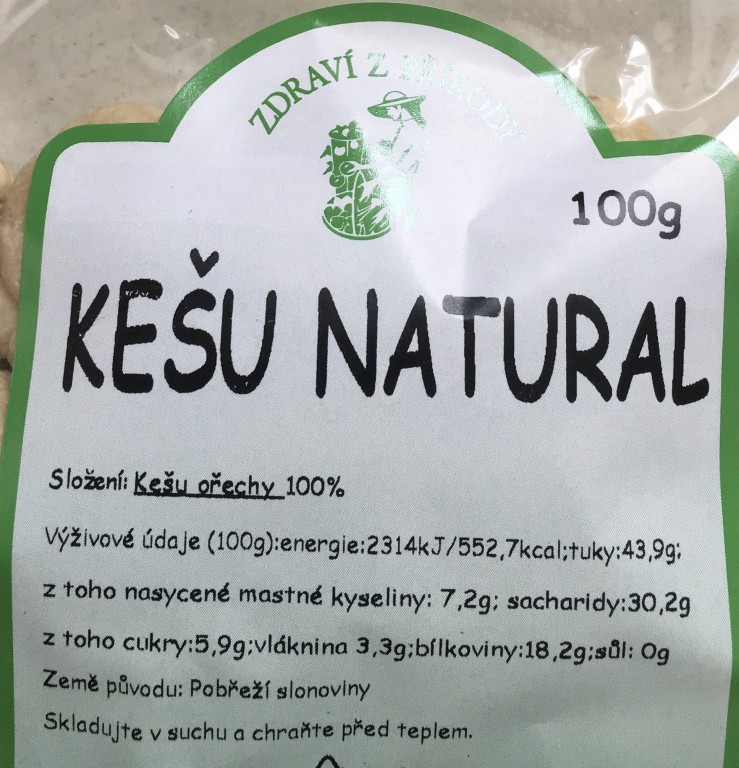 ZDRAVÍ Z PŘÍRODY
100g
KEŠU NATURAL
Složení: Kešu ořechy 100%
Výživové údaje (100g):energie:2314kJ/552,7kcal;tuky:43,9g;
z toho nasycené mastné kyseliny: 7,2g; sacharidy:30,2g
z toho cukry:5,9g;vláknina 3,3g;bílkoviny:18,2g;sůl: 0g
Země původu: Pobřeží slonoviny
Skladujte v suchu a chraňte před teplem.